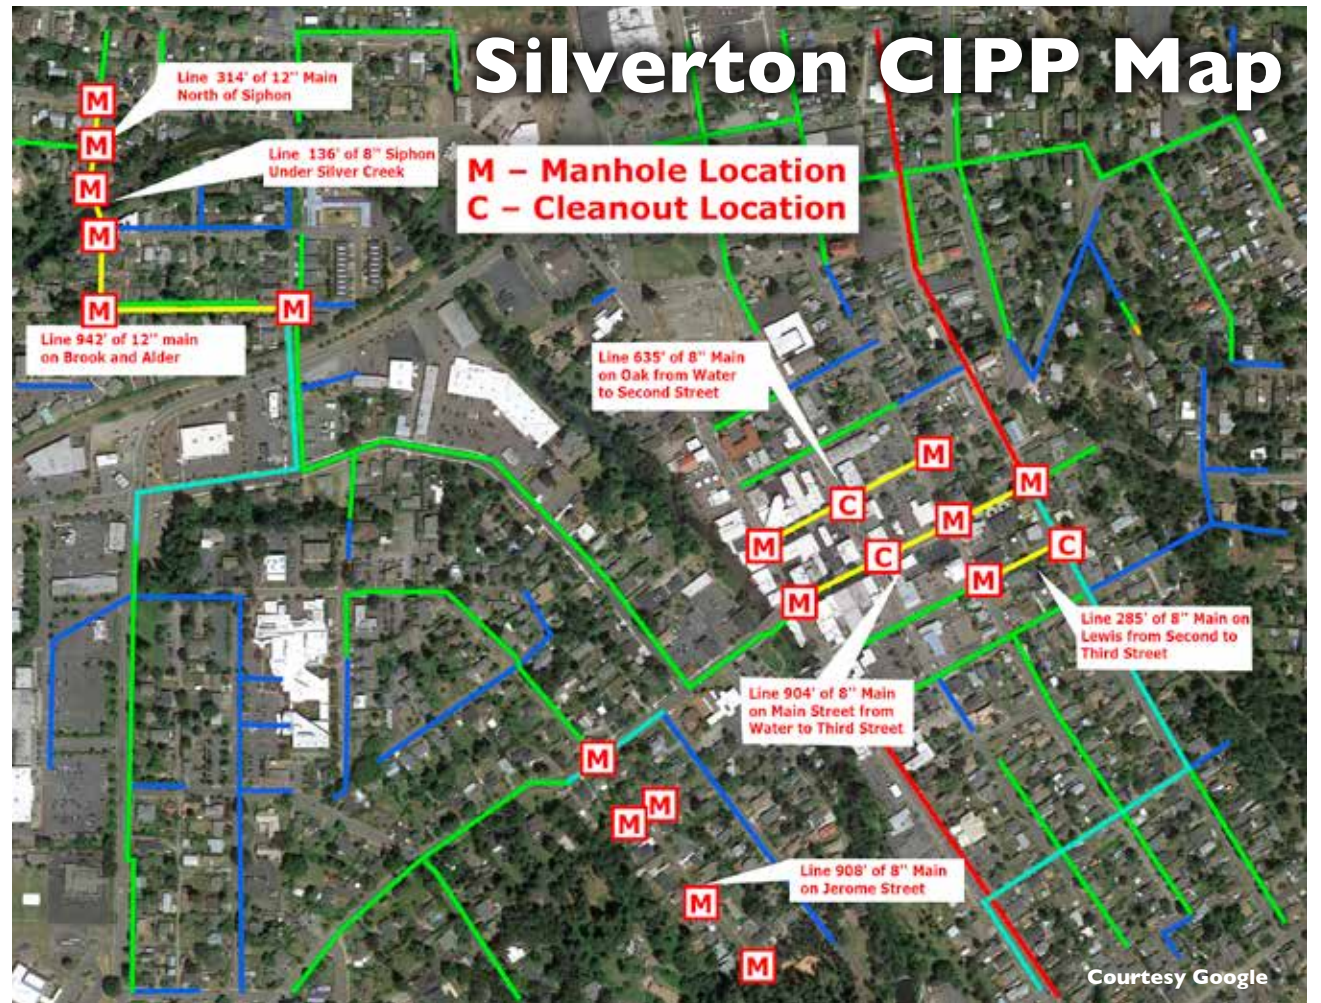 Silverton CIPP Map
Line 314' of 12" Main
North of Siphon
M
M
Line 136' of 8" Siphon
Under Silver Creek
M – Manhole Location
C – Cleanout Location
M
M
M
M
Line 942' of 12" main
on Brook and Alder
Line 635' of 8" Main
on Oak from Water
to Second Street
M
M
C
M
M
C
C
M
M
Line 285' of 8" Main on
Lewis from Second to
Third Street
Line 904' of 8" Main
on Main Street from
Water to Third Street
M
M
M
Line 908' of 8" Main
on Jerome Street
M
M
Courtesy Google